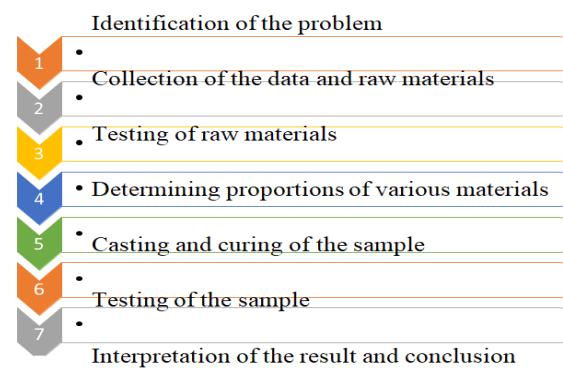 Identification of the problem
1
•
Collection of the data and raw materials
2
•
Testing of raw materials
3
•
4
• Determining proportions of various materials
5
•
Casting and curing of the sample
6
•
Testing of the sample
7
•
Interpretation of the result and conclusion